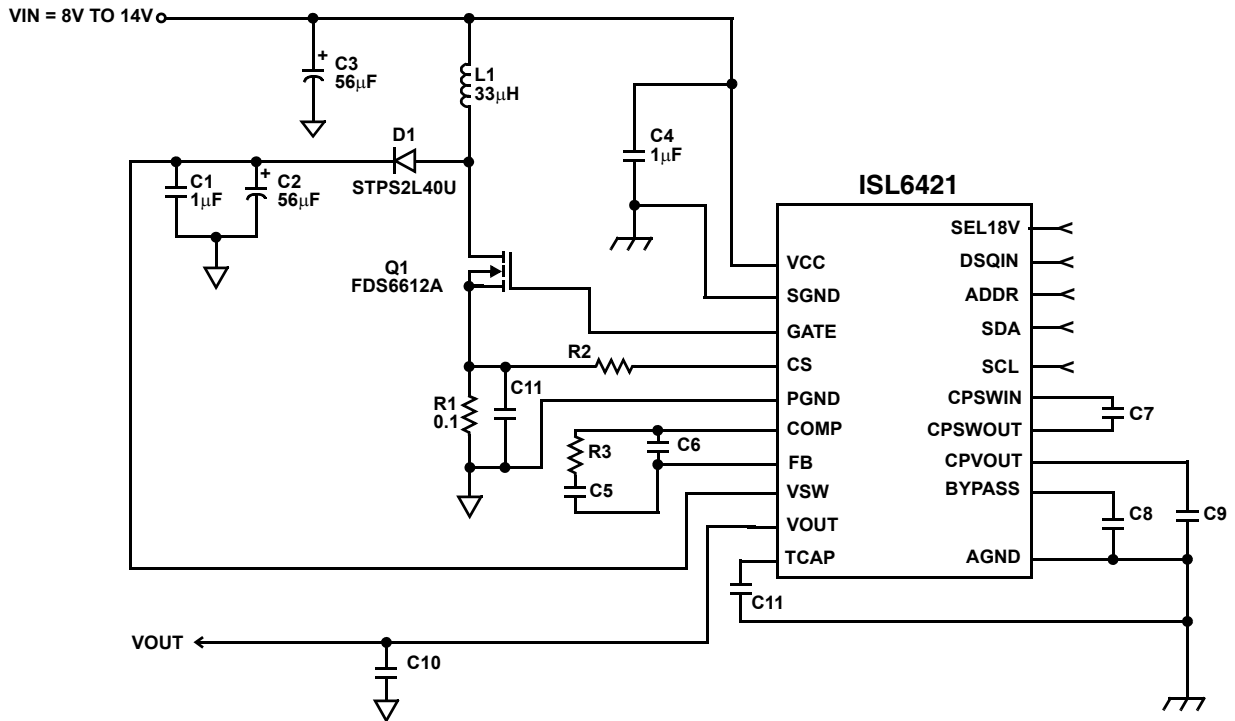 VIN = 8V TO 14V
C3
56μF
L1
33μH
C4
1μF
D1
STPS2L40U
C1
1μF
C2
56μF
+
+
ISL6421
Q1
FDS6612A
VCC
SGND
GATE
CS
PGND
COMP
FB
VSW
VOUT
TCAP
SEL18V
DSQIN
ADDR
SDA
SCL
CPSWIN
CPSWOUT
CPVOUT
BYPASS
AGND
R2
C11
R1
0.1
R3
C6
C5
C7
C8
C9
C11
VOUT
C10